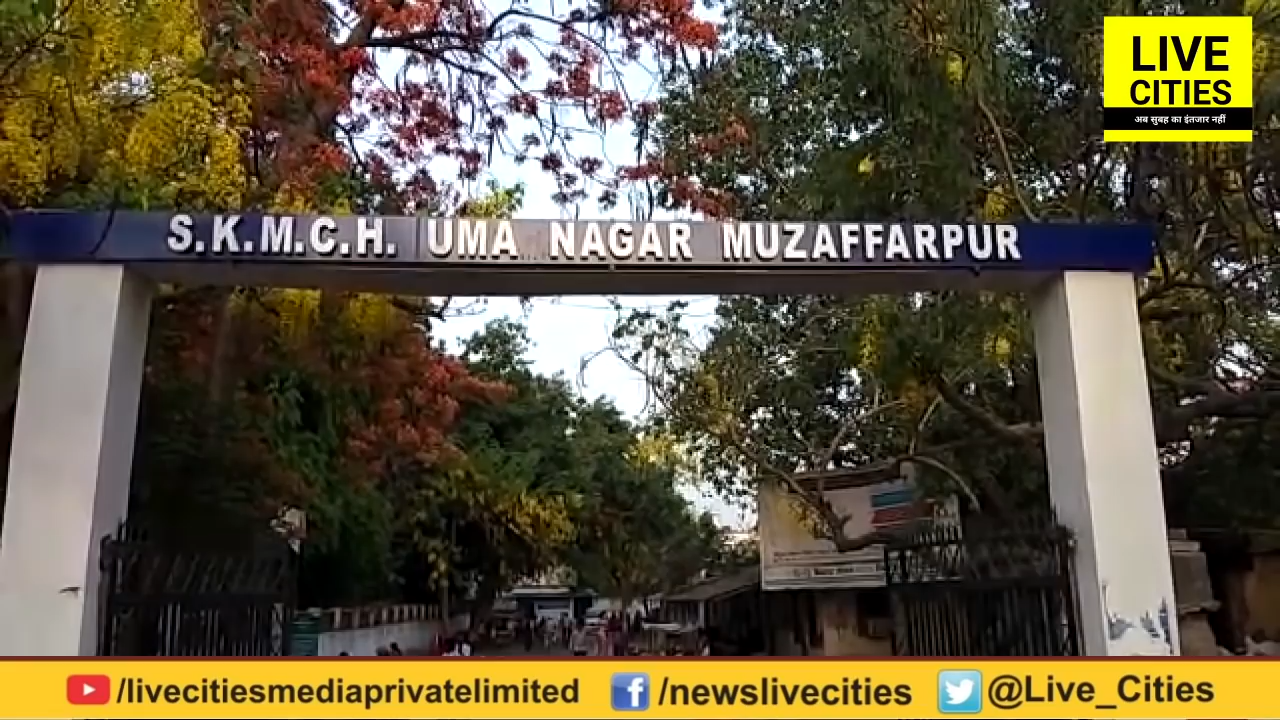 LIVE
CITIES
अब सुबह का इंतजार नहीं
S.K.M.C.H. UMA NAGAR MUZAFFARPUR
/livecitiesmediaprivatelimited /newslivecities @Live_Cities